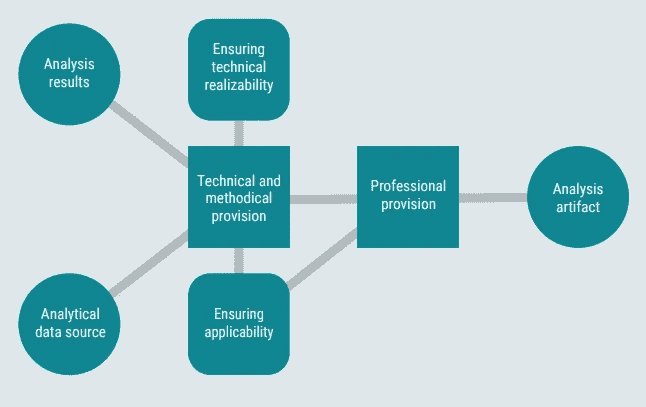 Analysis
results
Ensuring
technical
realizability
Technical and
methodical
provision
Professional
provision
Analysis
artifact
Analytical
data source
Ensuring
applicability